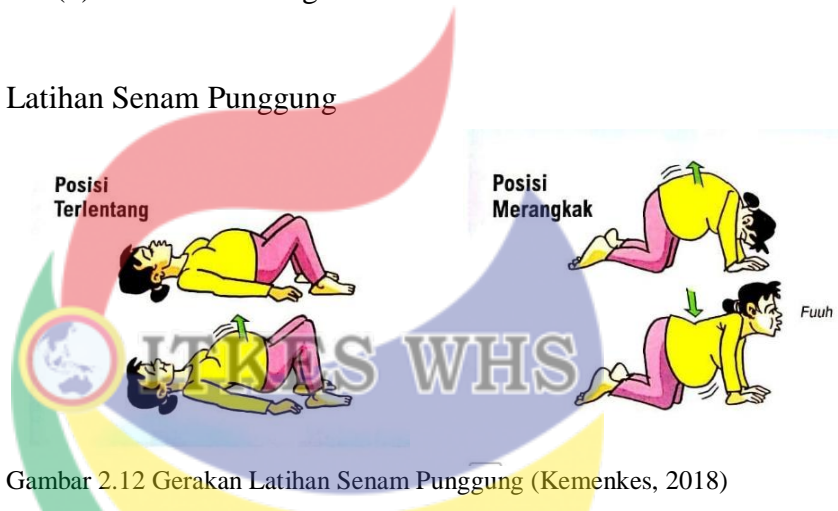 Latihan Senam Punggung
Posisi
Terlentang
Posisi
Merangkak
Fuuh
ITKES WHS
Gambar 2.12 Gerakan Latihan Senam Punggung (Kemenkes, 2018)